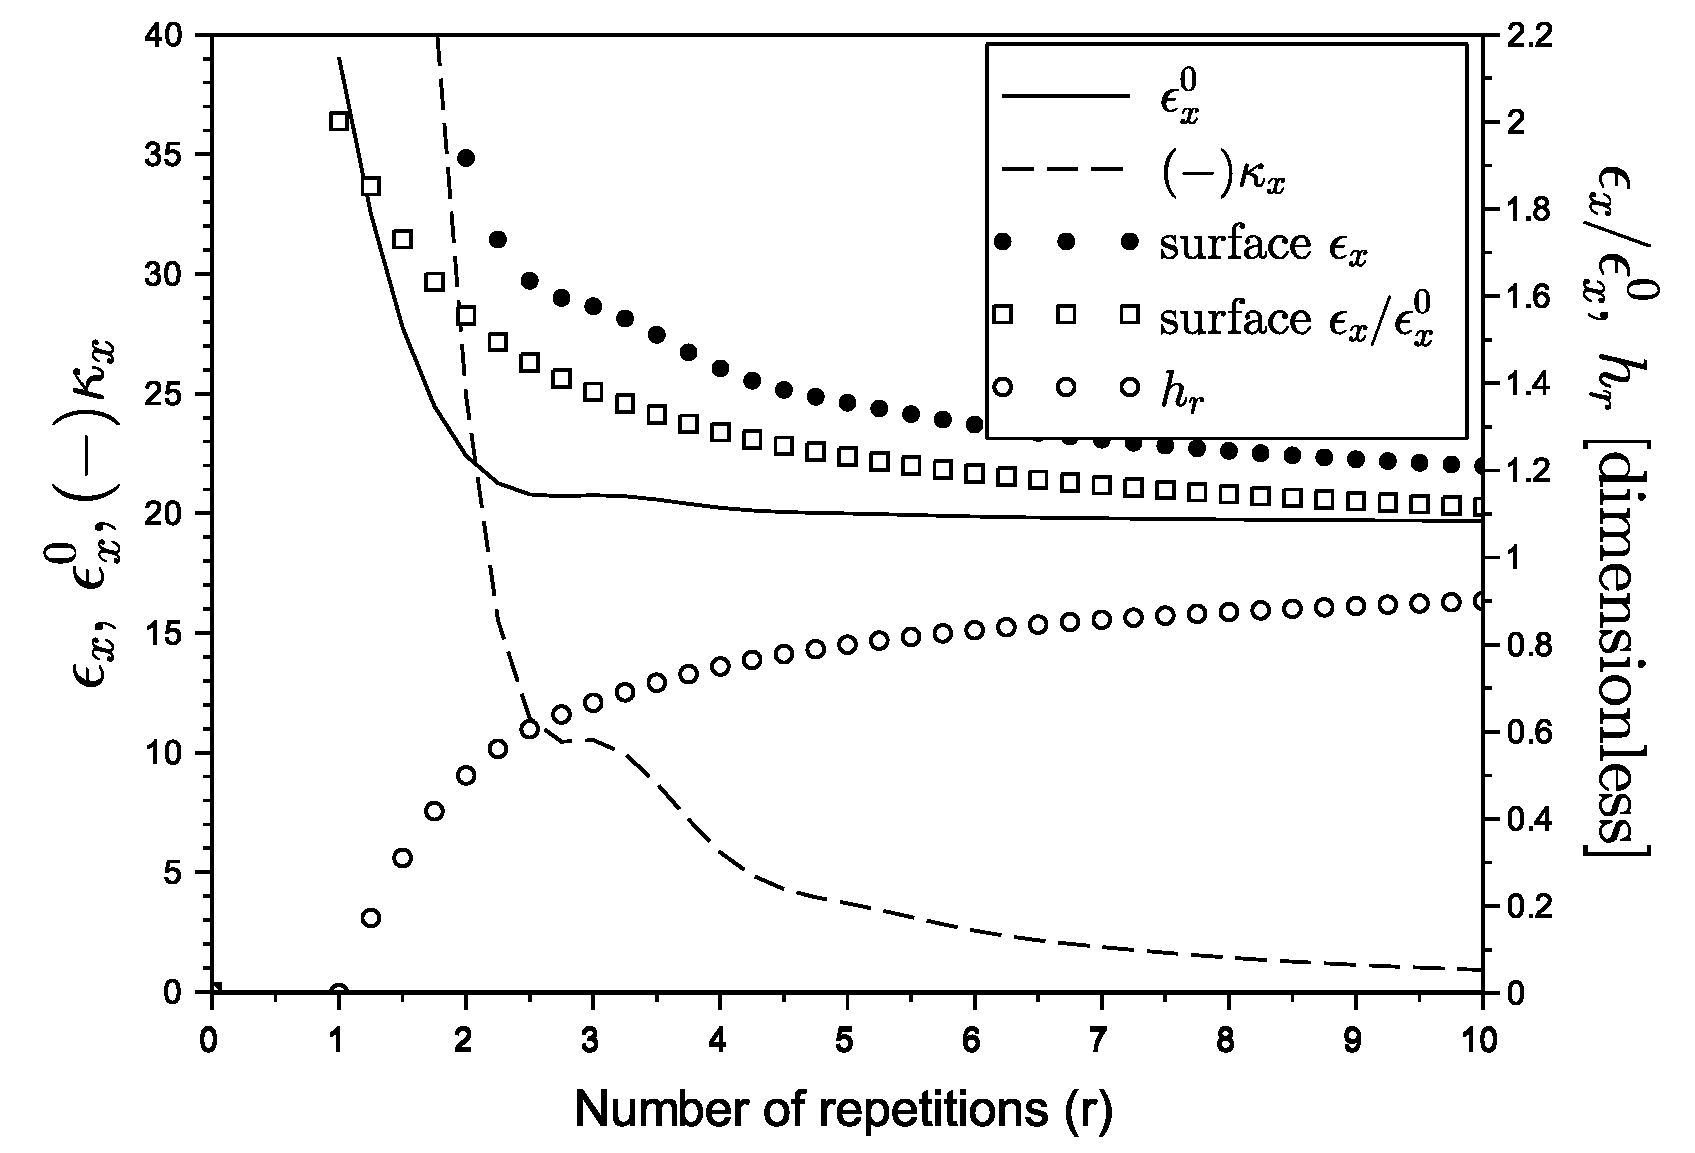 40
35
30
25
20
15
10
5
0
ϵₓ, ϵₓ⁰, (−)κₓ
0 1 2 3 4 5 6 7 8 9 10
Number of repetitions (r)
ϵₓ⁰
(−)κₓ
surface ϵₓ
surface ϵₓ/ϵₓ⁰
hᵣ
2.2
2
1.8
1.6
1.4
1.2
1
0.8
0.6
0.4
0.2
0
ϵₓ/ϵₓ⁰, hᵣ [dimensionless]